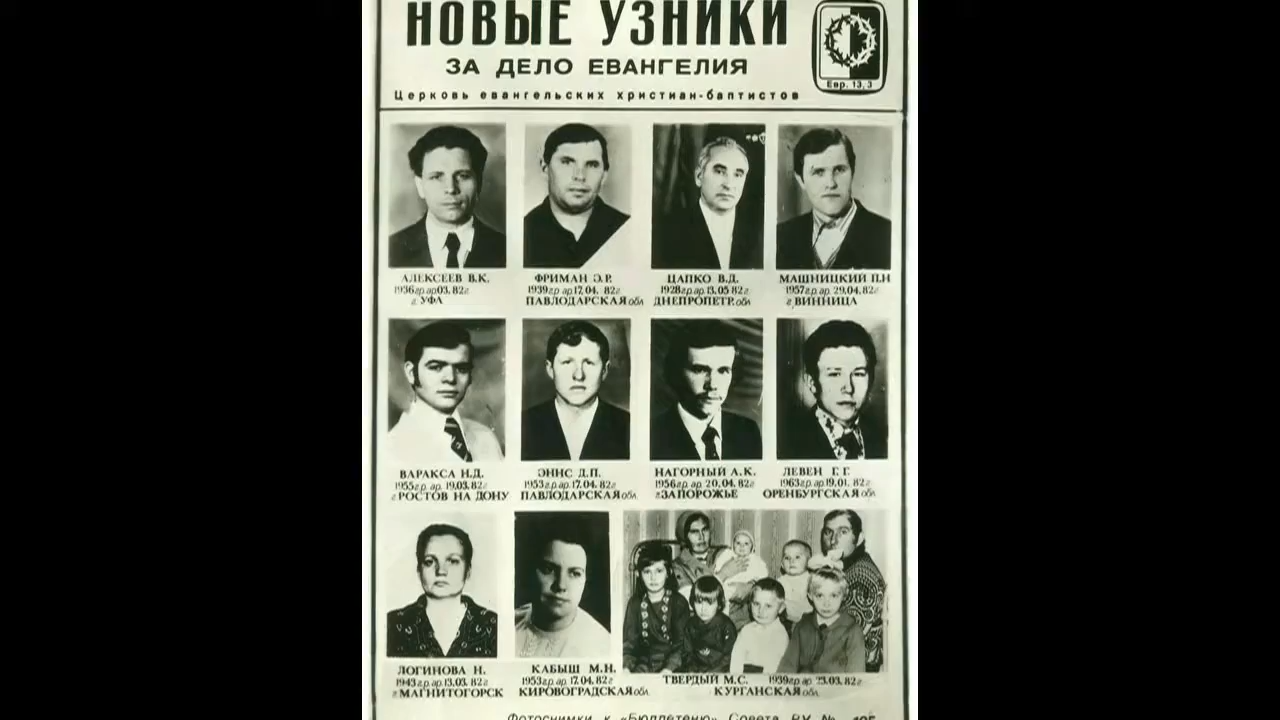 НОВЫЕ УЗНИКИ
ЗА ДЕЛО ЕВАНГЕЛИЯ
Церковь евангельских христиан-баптистов
Евр. 13,3
АЛЕКСЕЕВ В.К.
1936г.р. ар. 03. 82г.
г. УФА
ФРИМАН Э.Р.
1939г.р. ар. 17. 04. 82г.
ПАВЛОДАРСКАЯ обл.
ЦАПКО В.Д.
1928г.р. ар. 13. 05 82г.
ДНЕПРОПЕТР. обл
МАШНИЦКИЙ П.И
1957г.р. ар. 29.04. 82г.
г. ВИННИЦА
ВАРАКСА Н.Д.
1955г.р. ар. 19.03. 82г.
г. РОСТОВ НА ДОНУ
ЭННС Д.П.
1953г.р. ар. 17.04. 82г.
ПАВЛОДАРСКАЯ обл.
НАГОРНЫЙ А.К.
1956г.р. ар. 20.04. 82г.
г. ЗАПОРОЖЬЕ
ЛЕВЕН Г.Г.
1963г.р. ар. 19.01. 82г.
ОРЕНБУРГСКАЯ обл.
ЛОГИНОВА Н.
1943г.р. ар. 13.03. 82г.
г. МАГНИТОГОРСК
КАБЫШ М.Н.
1953г.р. ар. 17.04. 82г.
КИРОВОГРАДСКАЯ обл.
ТВЕРДЫЙ М.С. 1939г.р. ар. 23.03. 82г.
КУРГАНСКАЯ обл.
Фотоснимки к «Бюллетеню» Совета РУ №